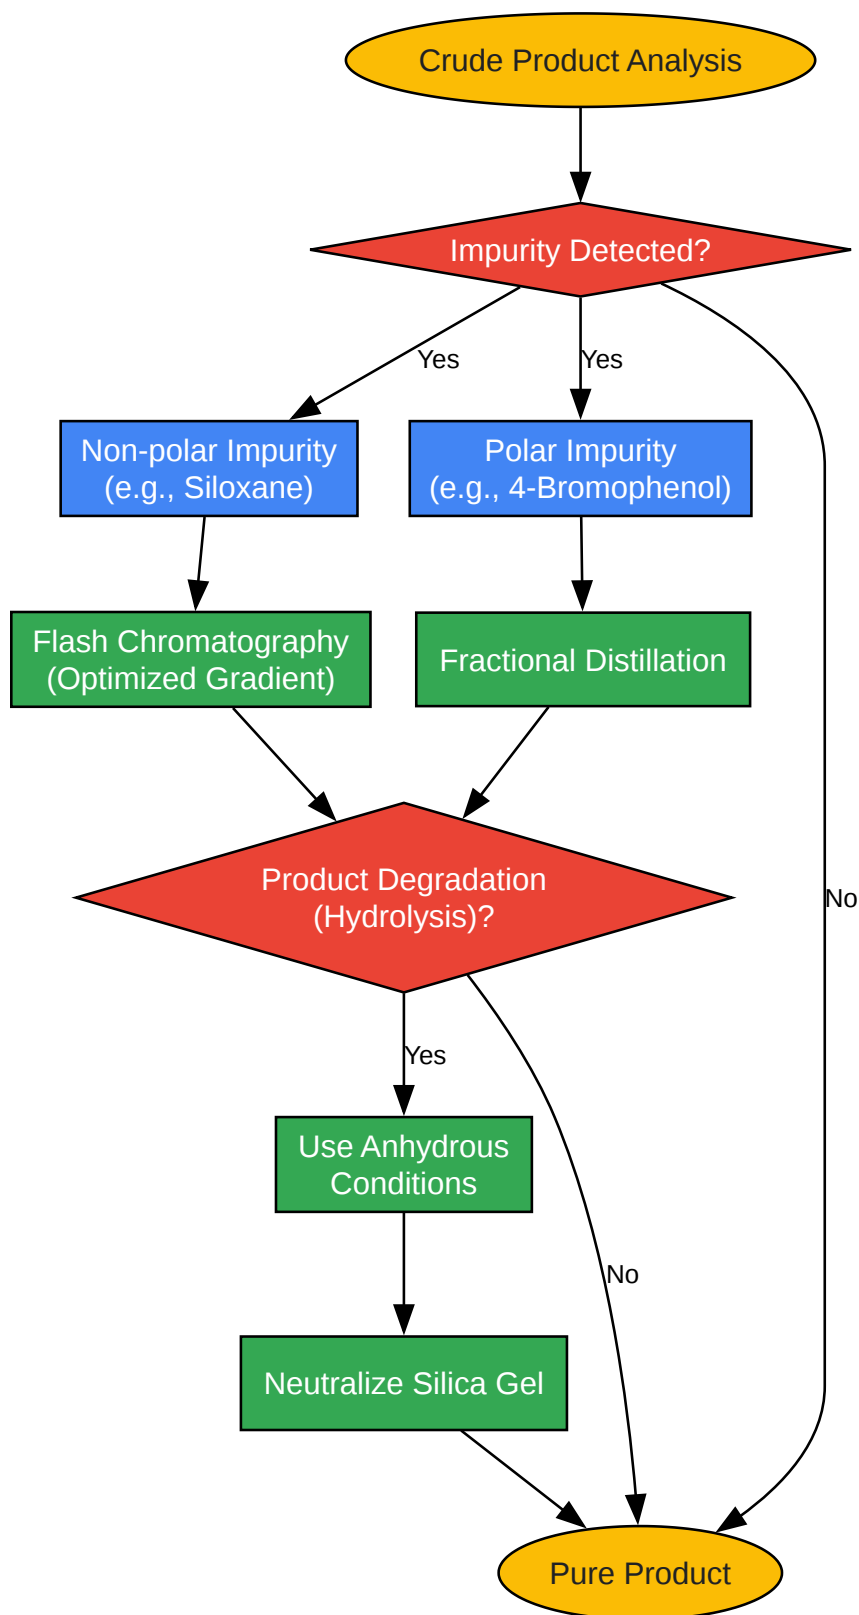 Crude Product Analysis
Impurity Detected?
Yes
Yes
Non-polar Impurity
(e.g., Siloxane)
Polar Impurity
(e.g., 4-Bromophenol)
Flash Chromatography
(Optimized Gradient)
Fractional Distillation
Product Degradation
(Hydrolysis)?
No
Yes
Use Anhydrous
Conditions
No
Neutralize Silica Gel
Pure Product